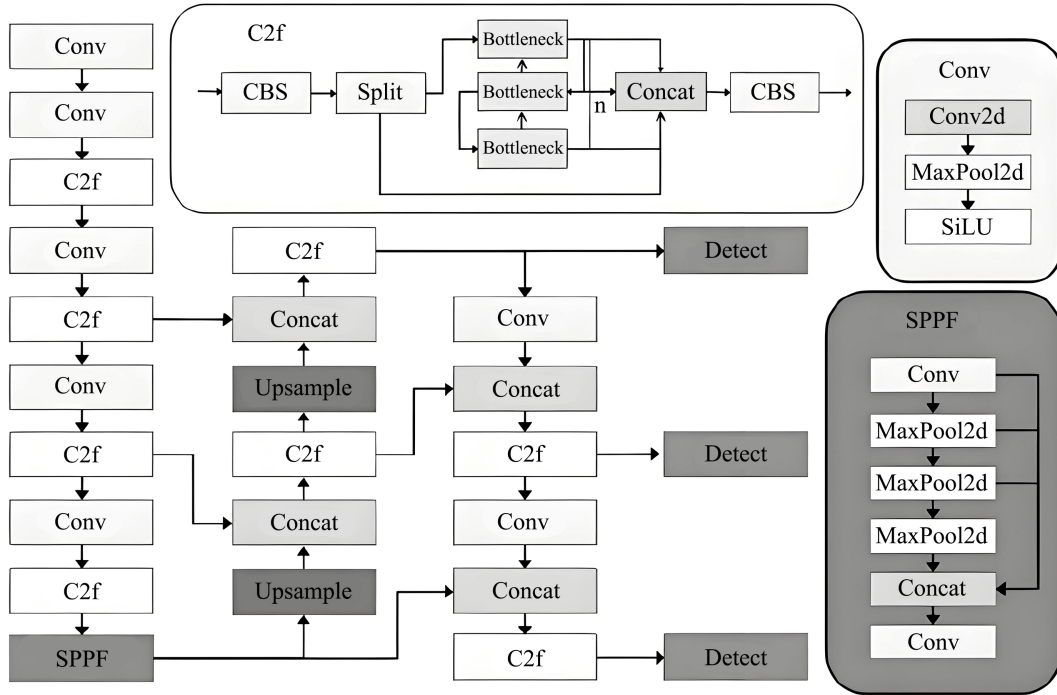 Conv
Conv
C2f
Conv
C2f
Conv
C2f
Conv
C2f
SPPF
C2f
CBS
Split
Bottleneck
Bottleneck
Bottleneck
n
Concat
CBS
C2f
Concat
Upsample
C2f
Concat
Upsample
Conv
Concat
C2f
Conv
Concat
C2f
Detect
Detect
Detect
Conv
Conv2d
MaxPool2d
SiLU
SPPF
Conv
MaxPool2d
MaxPool2d
MaxPool2d
Concat
Conv